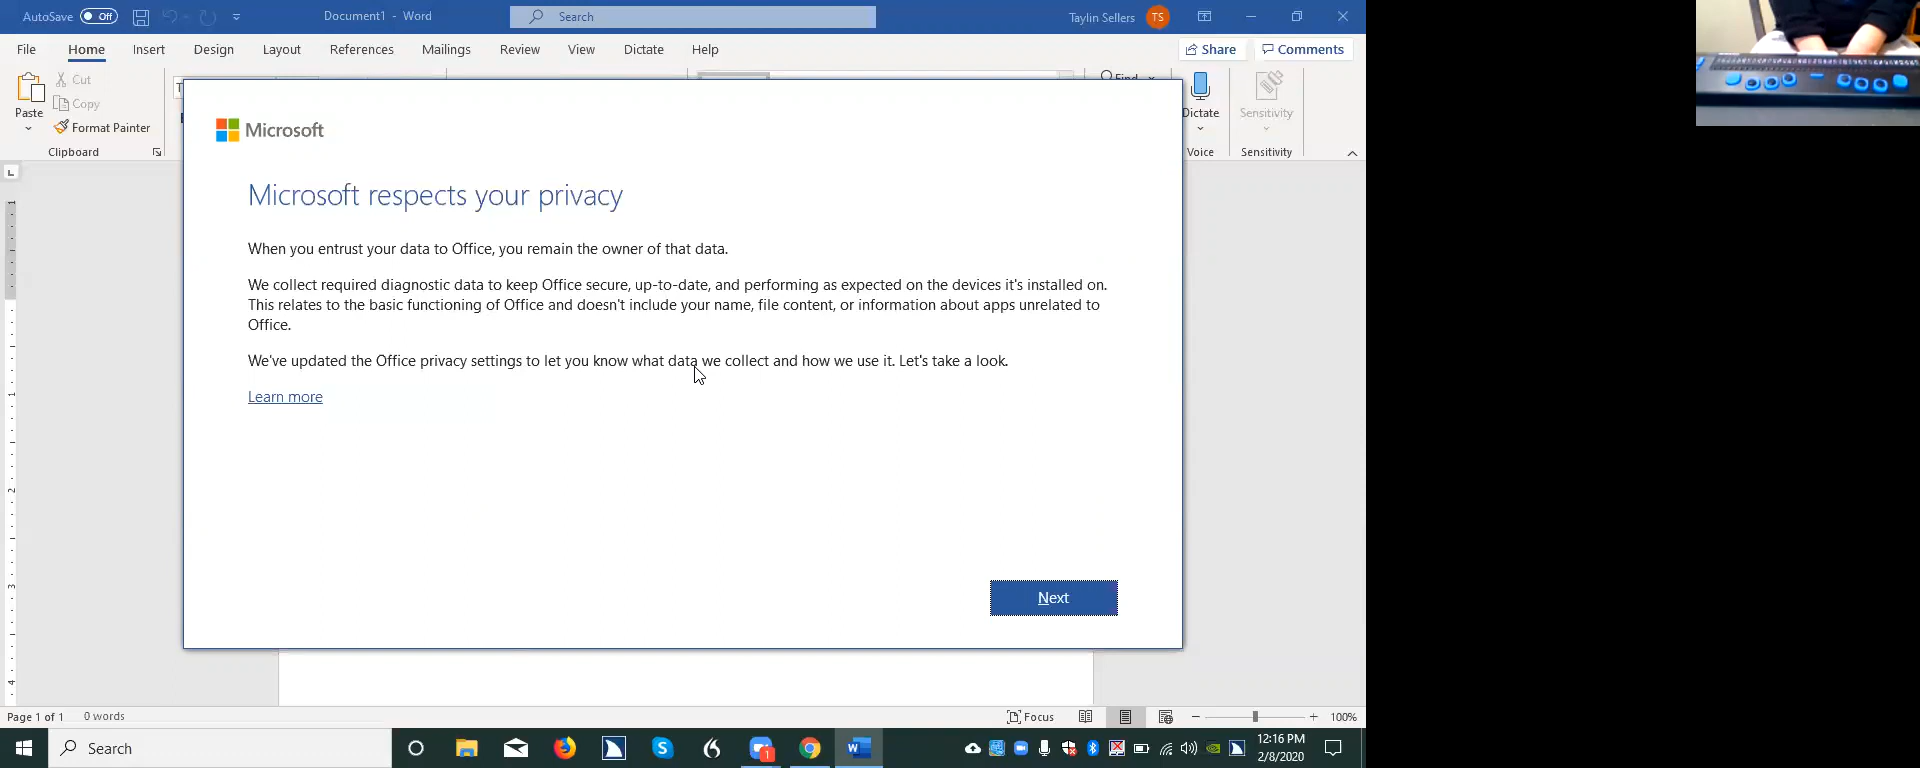 AutoSave Off Document1 - Word Search Taylin Sellers TS
File Home Insert Design Layout References Mailings Review View Dictate Help Share Comments
Cut
Copy
Paste
Format Painter
Clipboard
Find
Dictate
Sensitivity
Voice
Sensitivity
Microsoft
Microsoft respects your privacy
When you entrust your data to Office, you remain the owner of that data.
We collect required diagnostic data to keep Office secure, up-to-date, and performing as expected on the devices it's installed on.
This relates to the basic functioning of Office and doesn't include your name, file content, or information about apps unrelated to
Office.
We've updated the Office privacy settings to let you know what data we collect and how we use it. Let's take a look.
Learn more
Next
1
1
2
3
4
Page 1 of 1 0 words Focus 100%
Search 1 12:16 PM
2/8/2020